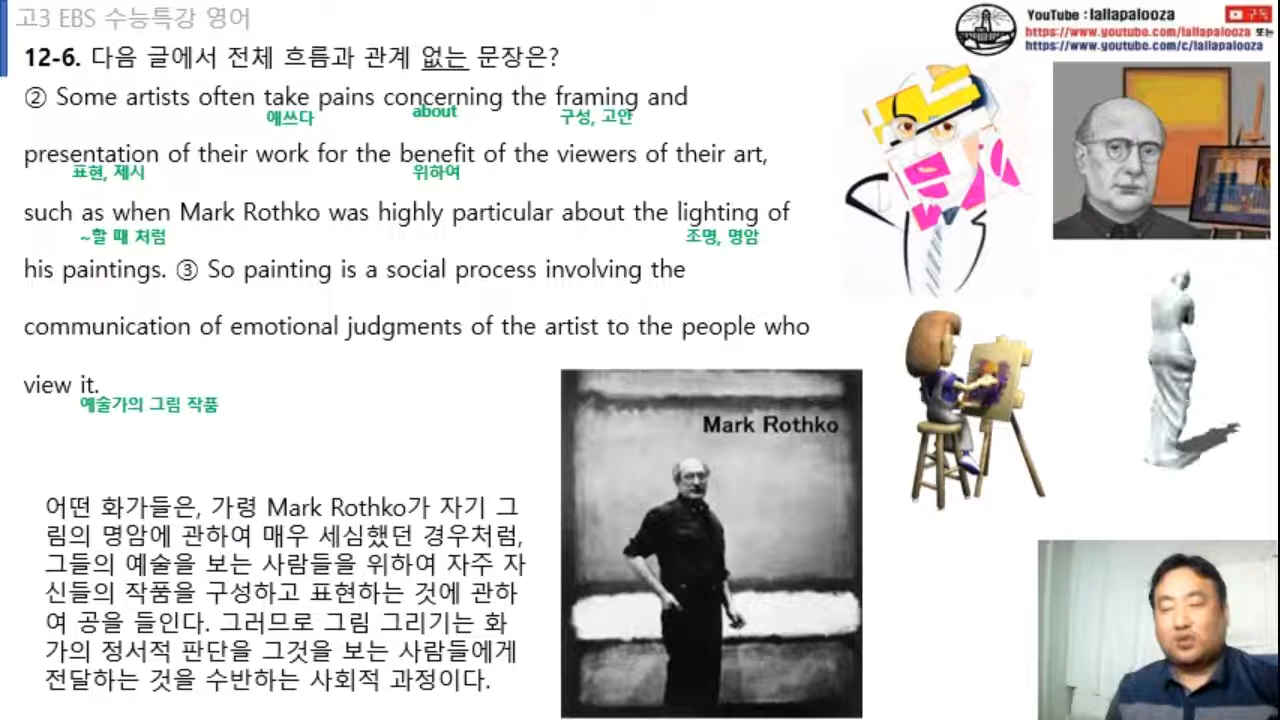 고3 EBS 수능특강 영어
YouTube : lallapalooza
구독
https://www.youtube.com/lallapalooza 또는
https://www.youtube.com/c/lallapalooza
12-6. 다음 글에서 전체 흐름과 관계 없는 문장은?
② Some artists often take pains concerning the framing and
애쓰다 about 구성, 고안
presentation of their work for the benefit of the viewers of their art,
표현, 제시 위하여
such as when Mark Rothko was highly particular about the lighting of
~할 때 처럼 조명, 명암
his paintings. ③ So painting is a social process involving the
communication of emotional judgments of the artist to the people who
view it.
예술가의 그림 작품
Mark Rothko
어떤 화가들은, 가령 Mark Rothko가 자기 그
림의 명암에 관하여 매우 세심했던 경우처럼,
그들의 예술을 보는 사람들을 위하여 자주 자
신들의 작품을 구성하고 표현하는 것에 관하
여 공을 들인다. 그러므로 그림 그리기는 화
가의 정서적 판단을 그것을 보는 사람들에게
전달하는 것을 수반하는 사회적 과정이다.